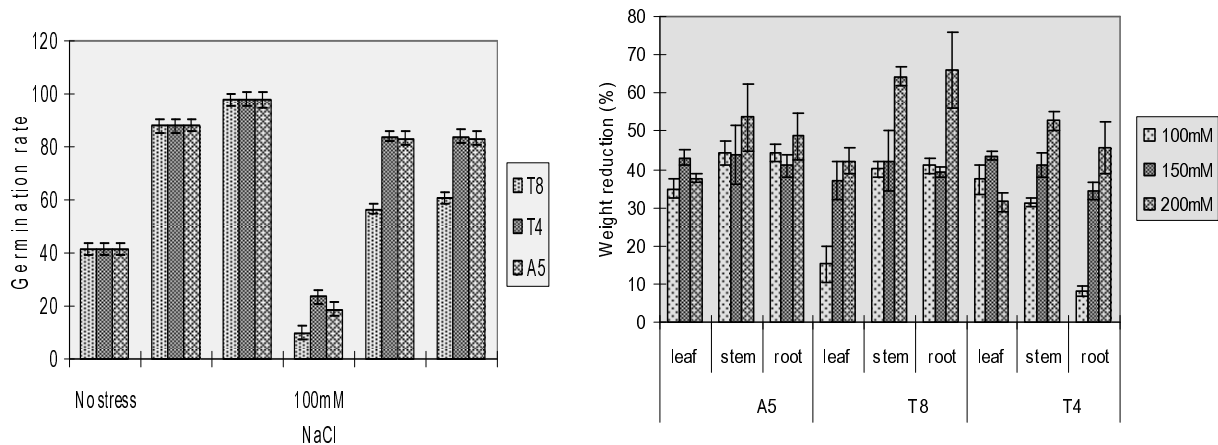 120
100
80
60
40
20
0
Germination rate
No stress
100mM
NaCl
T8
T4
A5
80
70
60
50
40
30
20
10
0
Weight reduction (%)
leaf stem root leaf stem root leaf stem root
A5 T8 T4
100mM
150mM
200mM